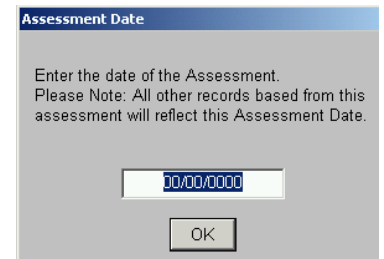 Assessment Date
Enter the date of the Assessment.
Please Note: All other records based from this
assessment will reflect this Assessment Date.
00/00/0000
OK